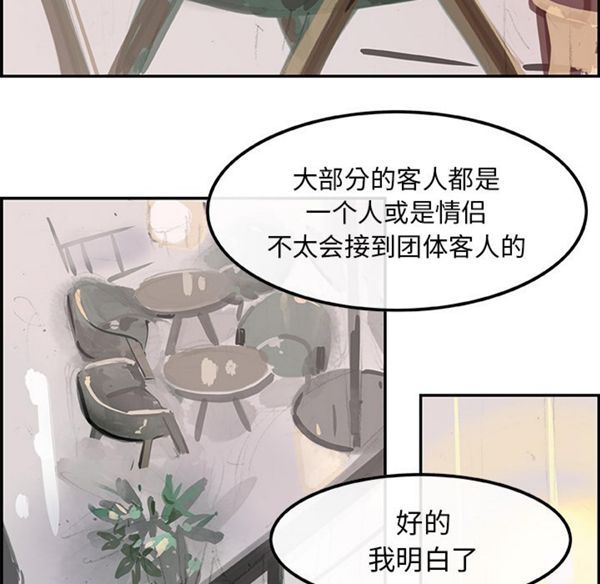 大部分的客人都是
一个人或是情侣
不太会接到团体客人的
好的
我明白了